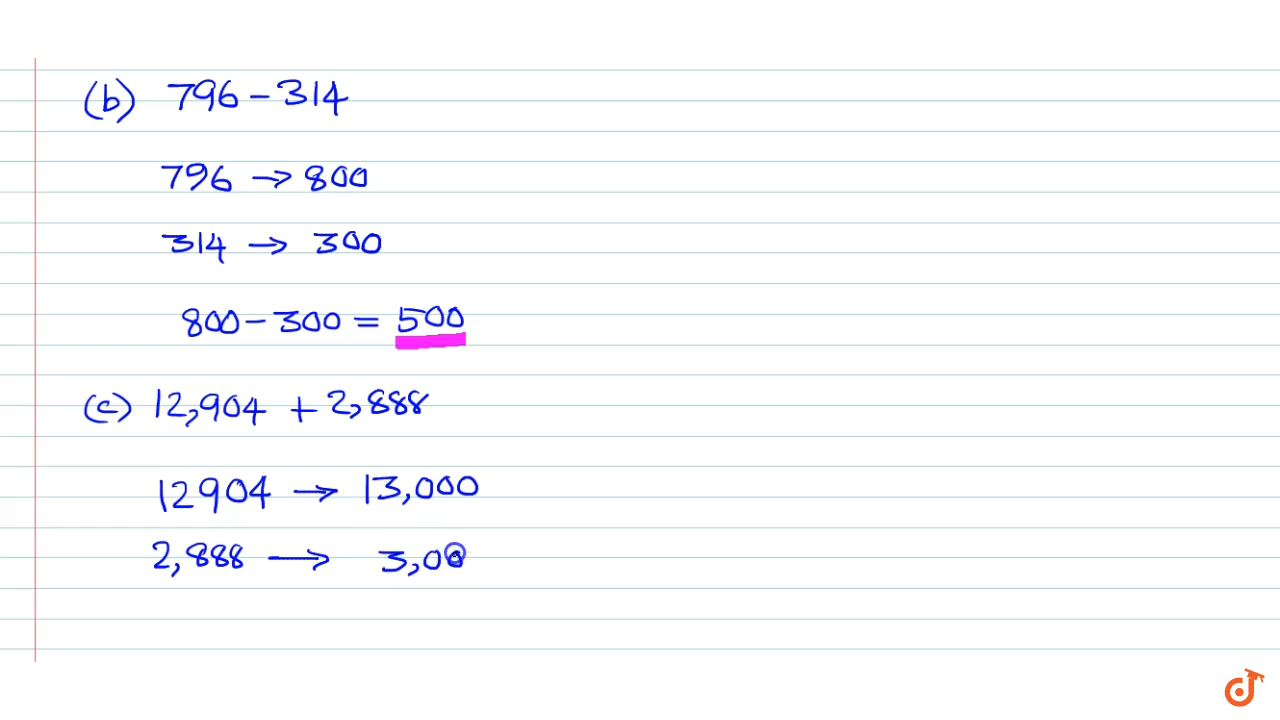 (b) 796 - 314
796 → 800
314 → 300
800 - 300 = 500
(c) 12,904 + 2,888
12904 → 13,000
2,888 → 3,00